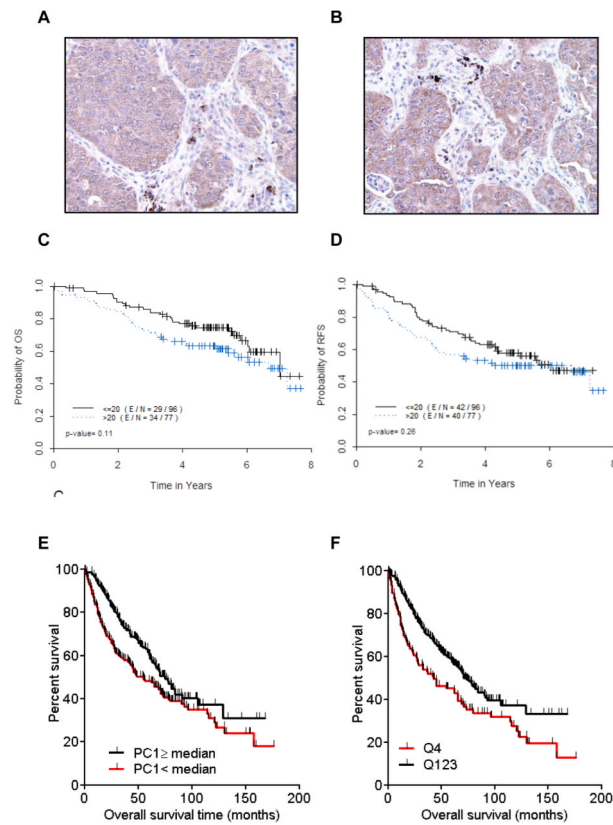 A
B
C
D
Probability of OS
1.0
0.8
0.6
0.4
0.2
0.0
<=20 ( E / N = 29 / 96 )
>20 ( E / N = 34 / 77 )
p-value= 0.11
0 2 4 6 8
Time in Years
Probability of RFS
1.0
0.8
0.6
0.4
0.2
0.0
<=20 ( E / N = 42 / 96 )
>20 ( E / N = 40 / 77 )
p-value= 0.26
0 2 4 6 8
Time in Years
E
F
Percent survival
100
80
60
40
20
0
PC1≥ median
PC1< median
0 50 100 150 200
Overall survival time (months)
Percent survival
100
80
60
40
20
0
Q4
Q123
0 50 100 150 200
Overall survival (months)